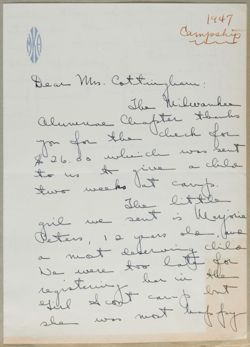 1947
Campship
Dear Mrs. Cottingham:
The Milwaukee
Alumnae Chapter thanks
you for the check for
$26.00 which was sent
to us to give a child
two weeks at camp.
The little
girl we sent is Marjorie
Peters, 12 years old, and
a most deserving child.
We were too late for
registering her in the
Girl Scout camp but
she was most happy